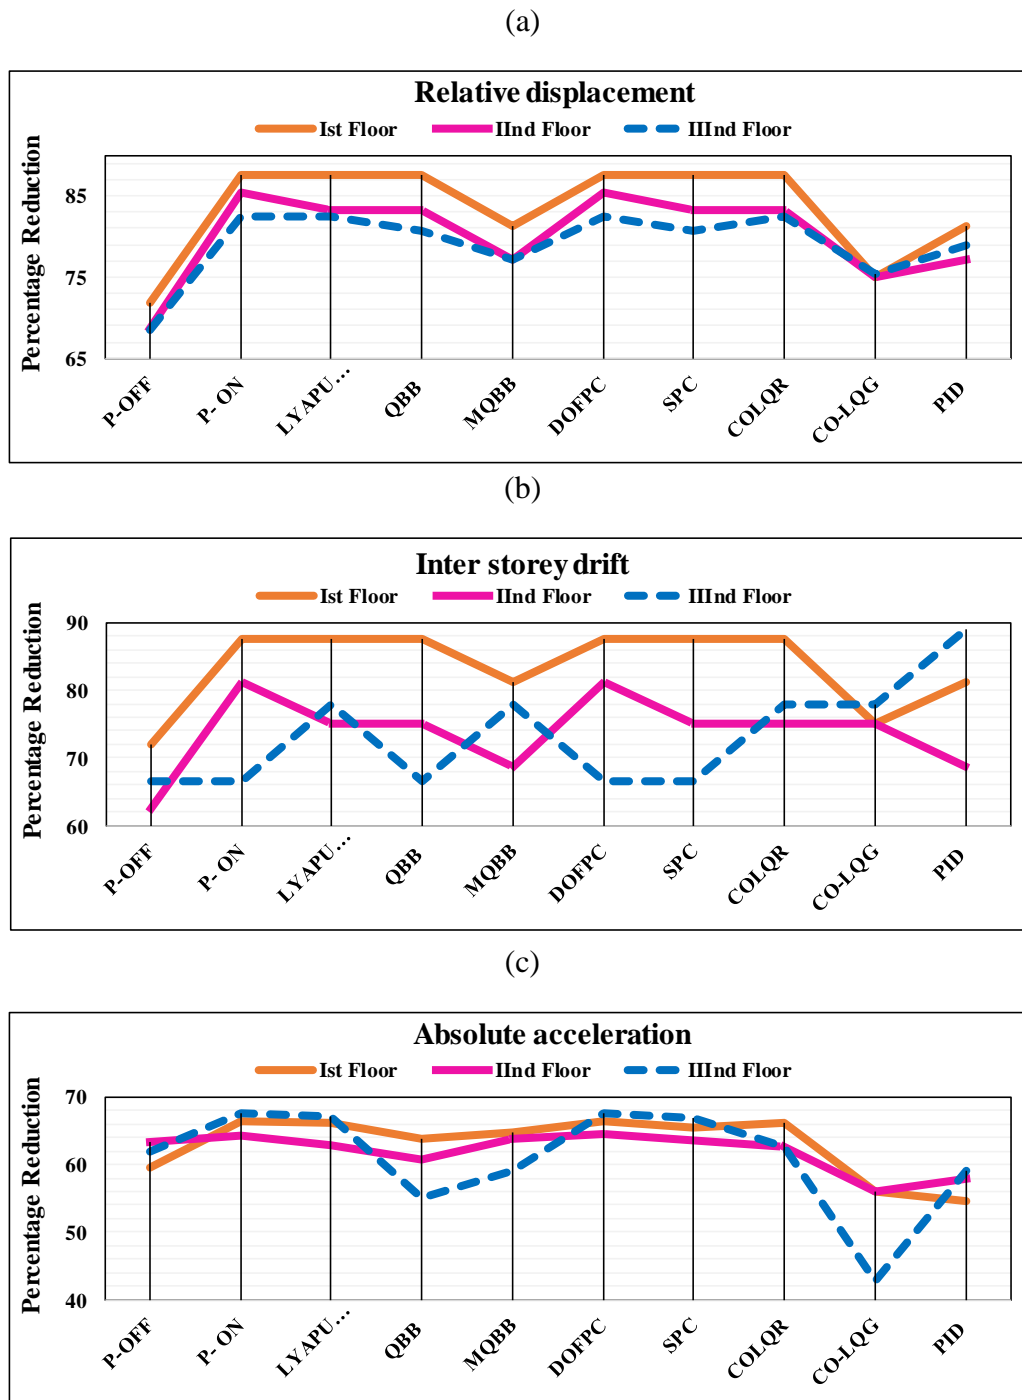 (a)
Relative displacement
Ist Floor IInd Floor IIInd Floor
Percentage Reduction
85
75
65
P-OFF P- ON LYAPU... QBB MQBB DOFPC SPC COLQR CO-LQG PID
(b)
Inter storey drift
Ist Floor IInd Floor IIInd Floor
Percentage Reduction
90
80
70
60
P-OFF P- ON LYAPU... QBB MQBB DOFPC SPC COLQR CO-LQG PID
(c)
Absolute acceleration
Ist Floor IInd Floor IIInd Floor
Percentage Reduction
70
60
50
40
P-OFF P- ON LYAPU... QBB MQBB DOFPC SPC COLQR CO-LQG PID